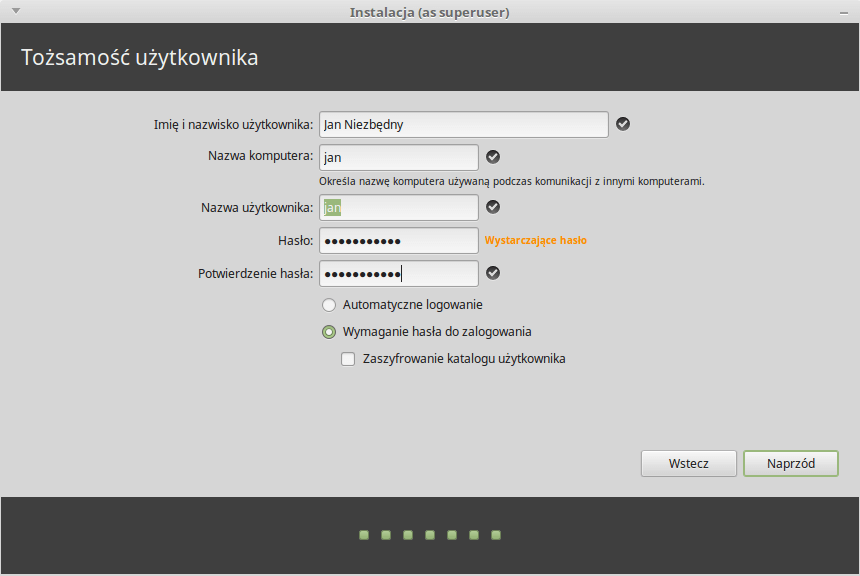 Instalacja (as superuser)
Tożsamość użytkownika
Imię i nazwisko użytkownika: Jan Niezbędny
Nazwa komputera: jan
Określa nazwę komputera używaną podczas komunikacji z innymi komputerami.
Nazwa użytkownika: jan
Hasło: ●●●●●●●●●●● Wystarczające hasło
Potwierdzenie hasła: ●●●●●●●●●●●
Automatyczne logowanie
Wymaganie hasła do zalogowania
Zaszyfrowanie katalogu użytkownika
Wstecz Naprzód